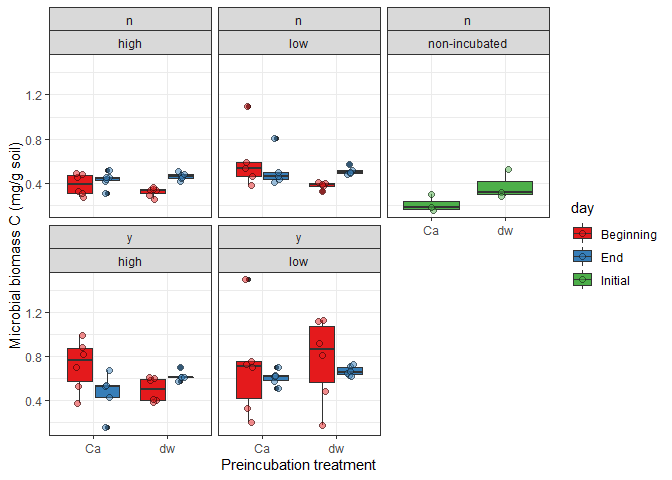 n n n
high low non-incubated
1.2
0.8
0.4
Ca dw
y y
high low
1.2
0.8
0.4
Ca dw Ca dw
Microbial biomass C (mg/g soil)
Preincubation treatment
day
Beginning
End
Initial